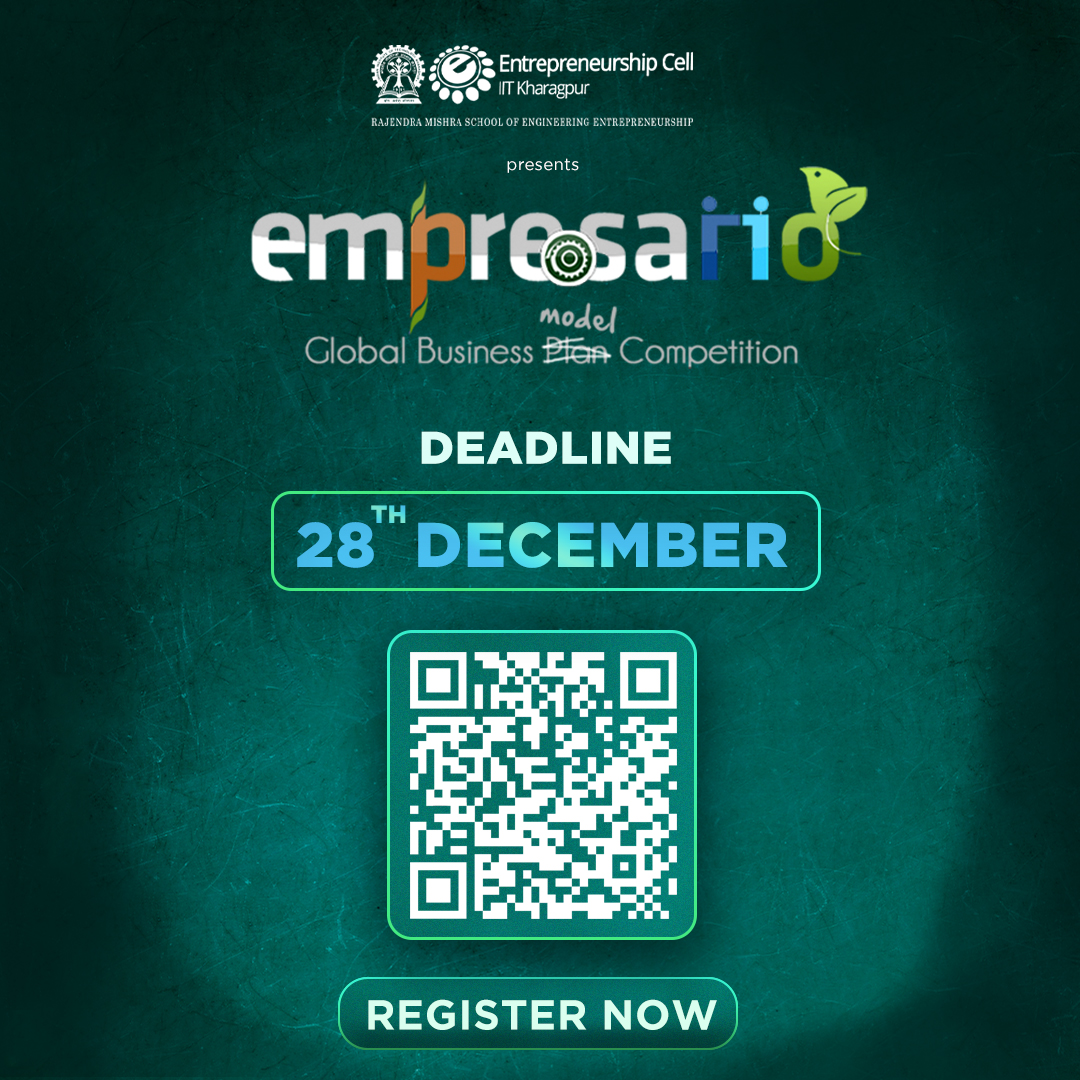 Entrepreneurship Cell
IIT Kharagpur
RAJENDRA MISHRA SCHOOL OF ENGINEERING ENTREPRENEURSHIP
presents
empresario
model
Global Business Plan Competition
DEADLINE
28TH DECEMBER
REGISTER NOW